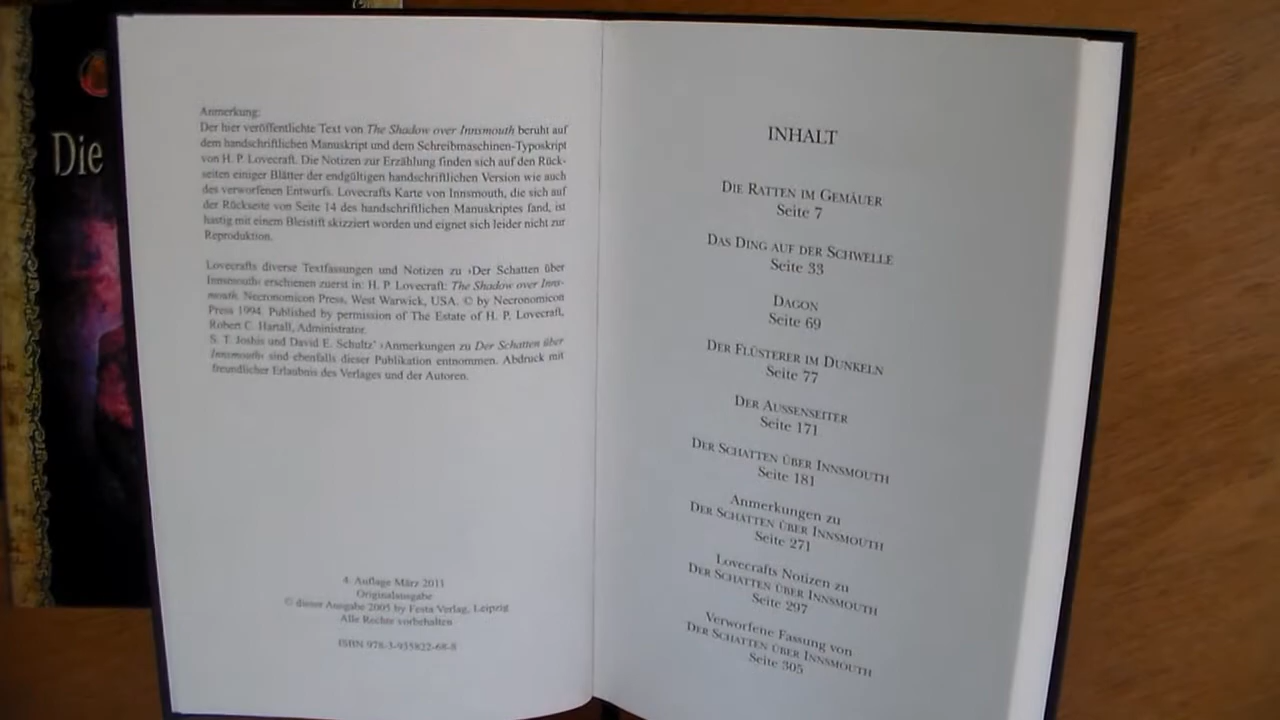 Die
Anmerkung:
Der hier veröffentlichte Text von The Shadow over Innsmouth beruht auf
dem handschriftlichen Manuskript und dem Schreibmaschinen-Typoskript
von H. P. Lovecraft. Die Notizen zur Erzählung finden sich auf den Rück-
seiten einiger Blätter der endgültigen handschriftlichen Version wie auch
des verworfenen Entwurfs. Lovecrafts Karte von Innsmouth, die sich auf
der Rückseite von Seite 14 des handschriftlichen Manuskriptes fand, ist
hastig mit einem Bleistift skizziert worden und eignet sich leider nicht zur
Reproduktion.
Lovecrafts diverse Textfassungen und Notizen zu ›Der Schatten über
Innsmouth‹ erschienen zuerst in: H. P. Lovecraft: The Shadow over Inns-
mouth. Necronomicon Press, West Warwick, USA. © by Necronomicon
Press 1994. Published by permission of The Estate of H. P. Lovecraft,
Robert C. Harrall, Administrator.
S. T. Joshis und David E. Schultz' ›Anmerkungen zu Der Schatten über
Innsmouth‹ sind ebenfalls dieser Publikation entnommen. Abdruck mit
freundlicher Erlaubnis des Verlages und der Autoren.
4. Auflage März 2011
Originalausgabe
© dieser Ausgabe 2005 by Festa Verlag, Leipzig
Alle Rechte vorbehalten
ISBN 978-3-935822-68-8
INHALT
DIE RATTEN IM GEMÄUER
Seite 7
DAS DING AUF DER SCHWELLE
Seite 33
DAGON
Seite 69
DER FLÜSTERER IM DUNKELN
Seite 77
DER AUSSENSEITER
Seite 171
DER SCHATTEN ÜBER INNSMOUTH
Seite 181
Anmerkungen zu
DER SCHATTEN ÜBER INNSMOUTH
Seite 271
Lovecrafts Notizen zu
DER SCHATTEN ÜBER INNSMOUTH
Seite 297
Verworfene Fassung von
DER SCHATTEN ÜBER INNSMOUTH
Seite 305